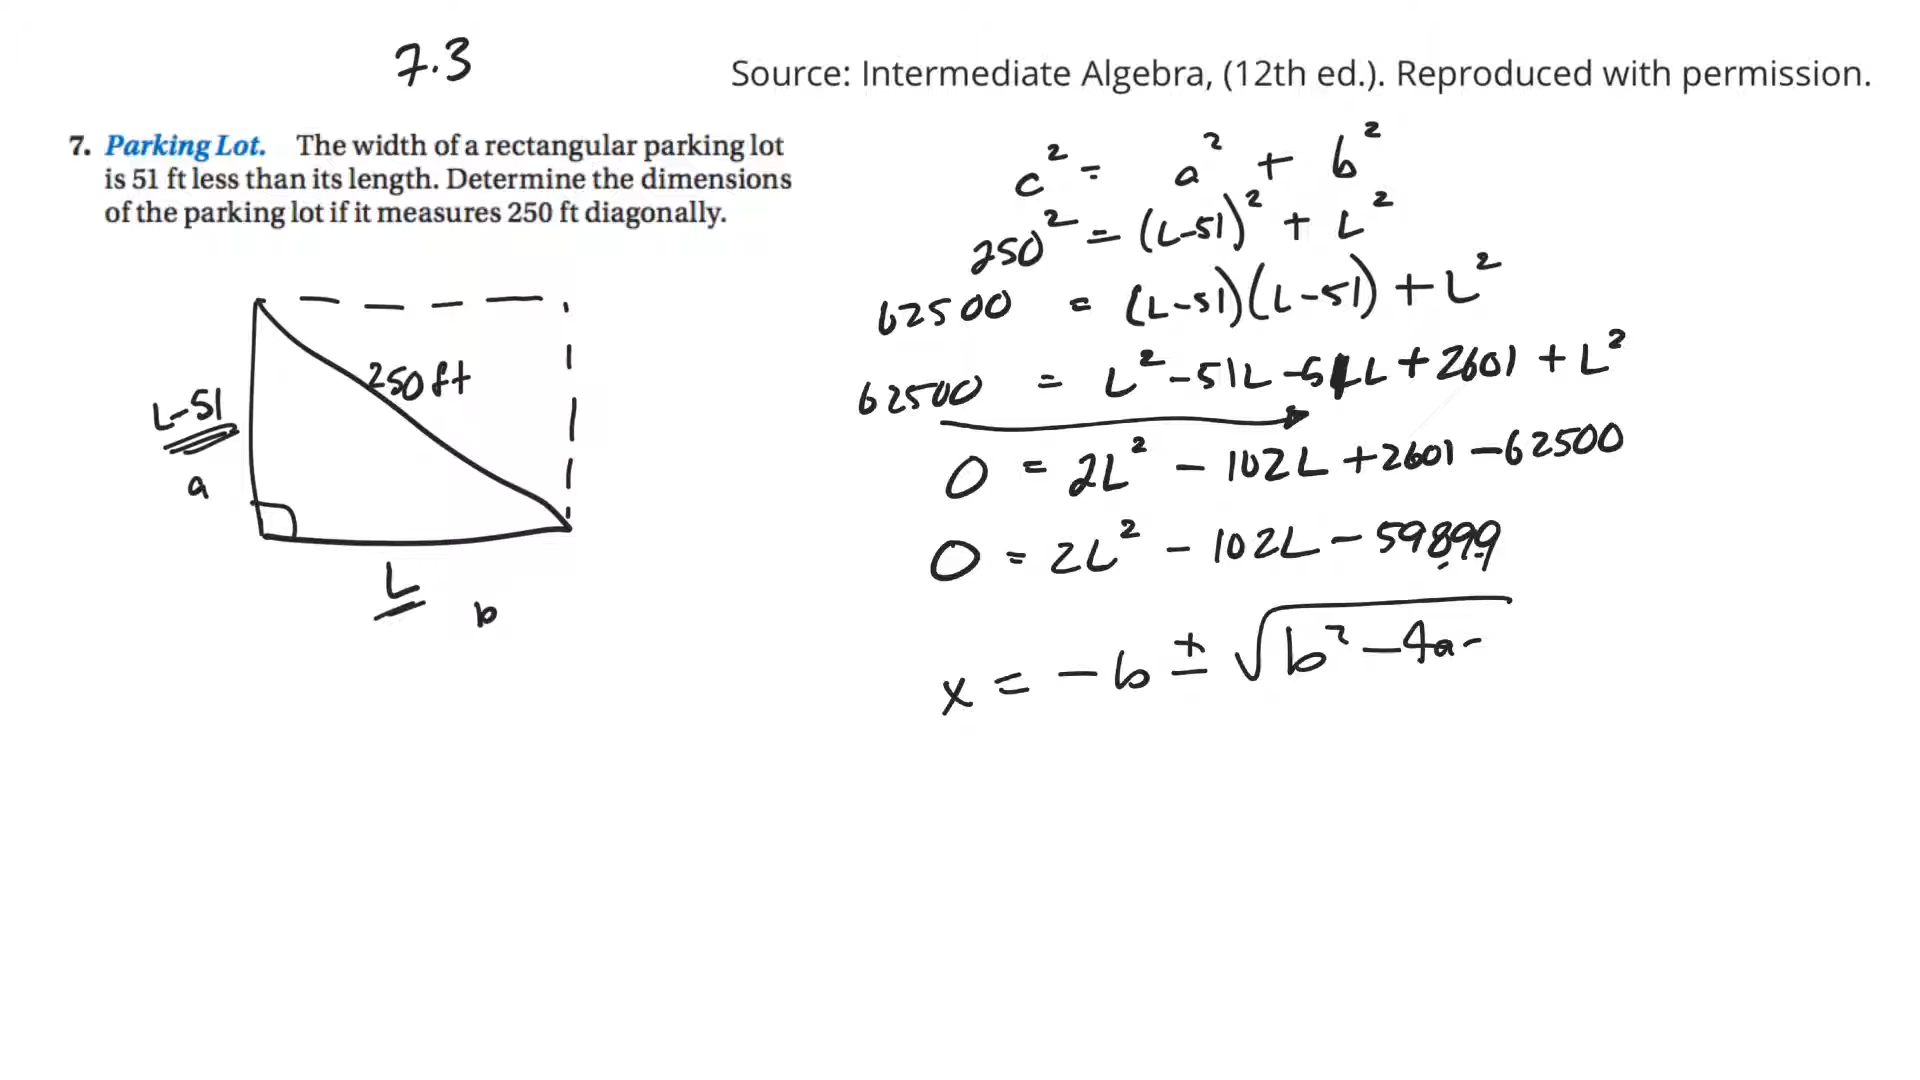 7.3
Source: Intermediate Algebra, (12th ed.). Reproduced with permission.
7. Parking Lot. The width of a rectangular parking lot
is 51 ft less than its length. Determine the dimensions
of the parking lot if it measures 250 ft diagonally.
250 ft
L-51
a
L
b
c² = a² + b²
250² = (L-51)² + L²
62500 = (L-51)(L-51) + L²
62500 = L² - 51L - 51L + 2601 + L²
0 = 2L² - 102L + 2601 - 62500
0 = 2L² - 102L - 59899
x = -b ± √b² - 4a